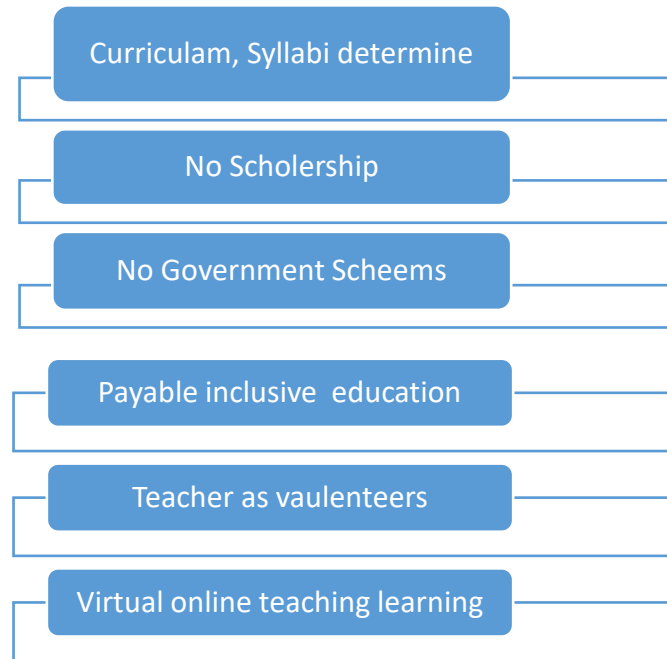 Curriculam, Syllabi determine
No Scholership
No Government Scheems
Payable inclusive education
Teacher as vaulenteers
Virtual online teaching learning